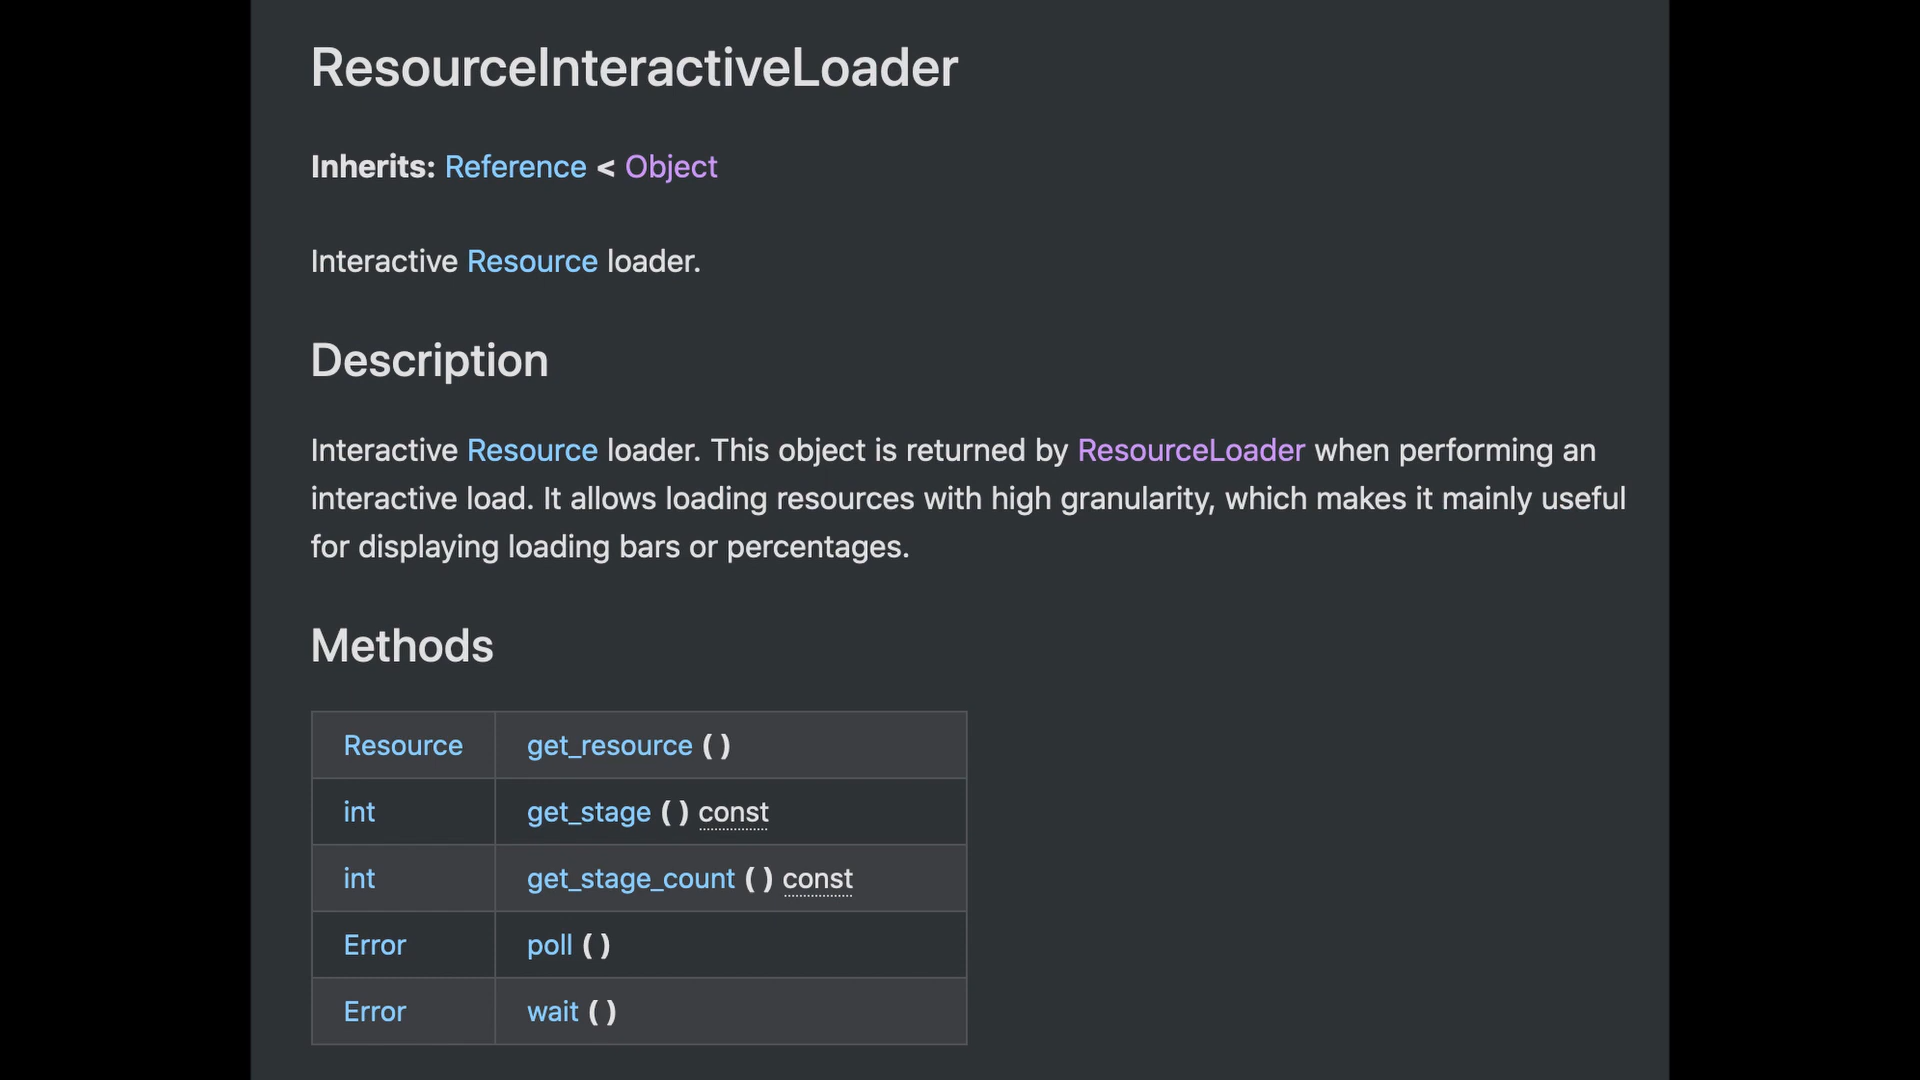 ResourceInteractiveLoader
Inherits: Reference < Object
Interactive Resource loader.
Description
Interactive Resource loader. This object is returned by ResourceLoader when performing an
interactive load. It allows loading resources with high granularity, which makes it mainly useful
for displaying loading bars or percentages.
Methods
Resource get_resource ( )
int get_stage ( ) const
int get_stage_count ( ) const
Error poll ( )
Error wait ( )